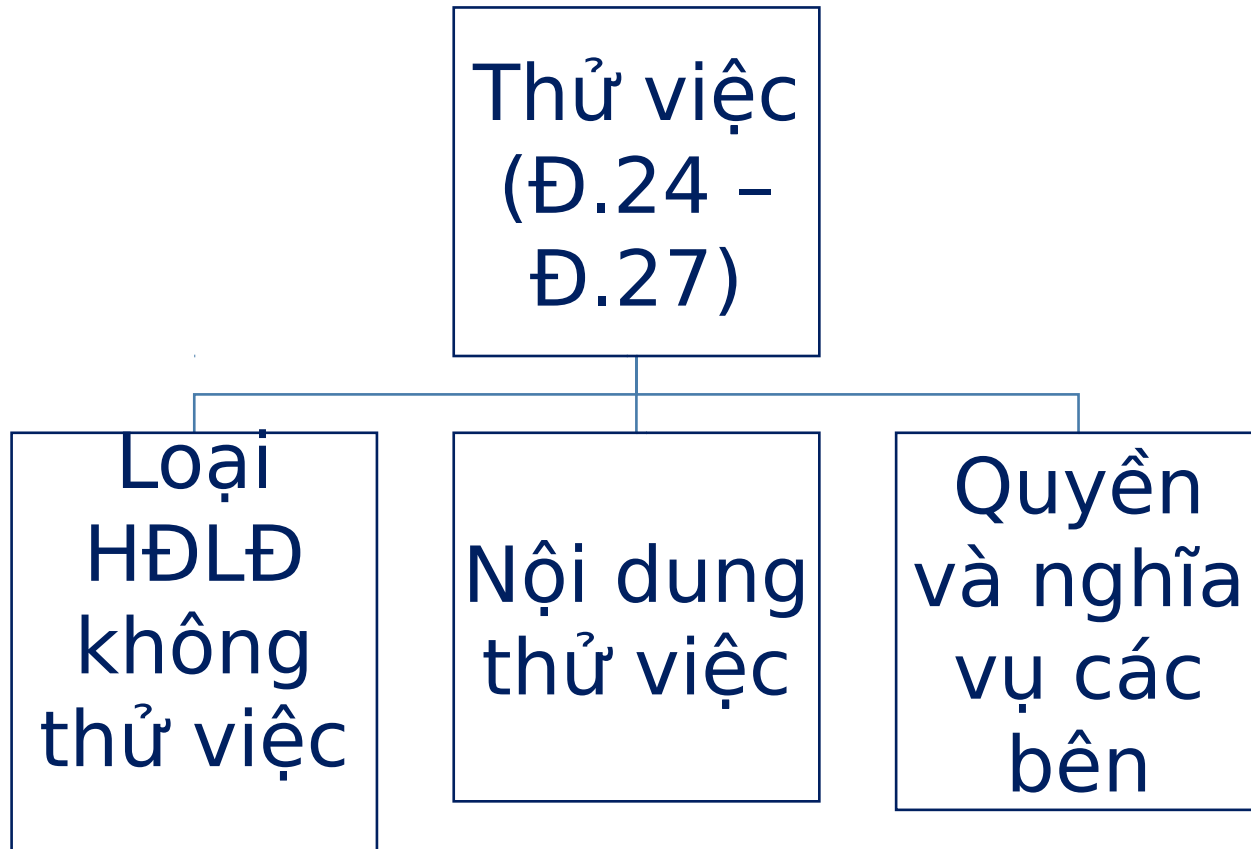 Thử việc
(Đ.24 –
Đ.27)
Loại
HĐLĐ
không
thử việc
Nội dung
thử việc
Quyền
và nghĩa
vụ các
bên